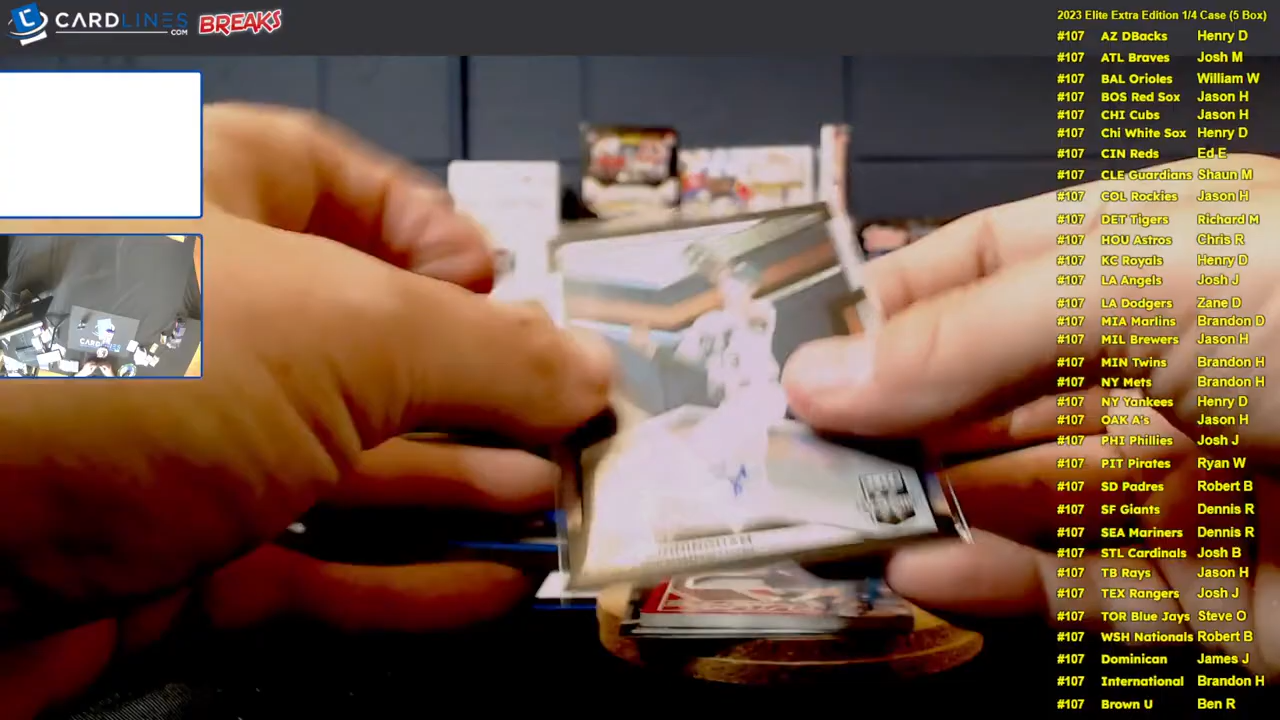 CARDLINES
.COM
BREAKS
2023 Elite Extra Edition 1/4 Case (5 Box)
#107 AZ DBacks Henry D
#107 ATL Braves Josh M
#107 BAL Orioles William W
#107 BOS Red Sox Jason H
#107 CHI Cubs Jason H
#107 Chi White Sox Henry D
#107 CIN Reds Ed E
#107 CLE Guardians Shaun M
#107 COL Rockies Jason H
#107 DET Tigers Richard M
#107 HOU Astros Chris R
#107 KC Royals Henry D
#107 LA Angels Josh J
#107 LA Dodgers Zane D
#107 MIA Marlins Brandon D
#107 MIL Brewers Jason H
#107 MIN Twins Brandon H
#107 NY Mets Brandon H
#107 NY Yankees Henry D
#107 OAK A's Jason H
#107 PHI Phillies Josh J
#107 PIT Pirates Ryan W
#107 SD Padres Robert B
#107 SF Giants Dennis R
#107 SEA Mariners Dennis R
#107 STL Cardinals Josh B
#107 TB Rays Jason H
#107 TEX Rangers Josh J
#107 TOR Blue Jays Steve O
#107 WSH Nationals Robert B
#107 Dominican James J
#107 International Brandon H
#107 Brown U Ben R